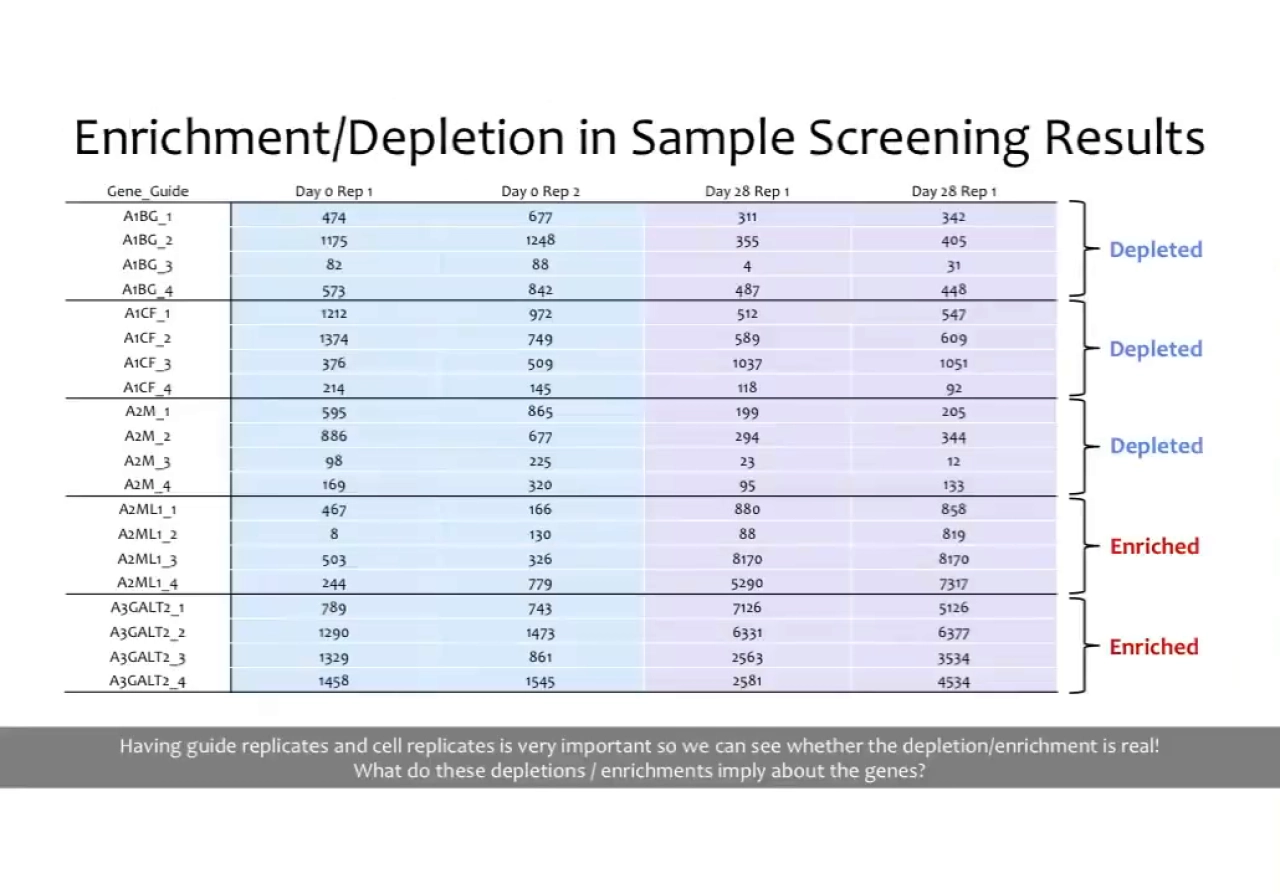 Enrichment/Depletion in Sample Screening Results
Gene_Guide Day 0 Rep 1 Day 0 Rep 2 Day 28 Rep 1 Day 28 Rep 1
A1BG_1 474 677 311 342
A1BG_2 1175 1248 355 405
Depleted
A1BG_3 82 88 4 31
A1BG_4 573 842 487 448
A1CF_1 1212 972 512 547
A1CF_2 1374 749 589 609
Depleted
A1CF_3 376 509 1037 1051
A1CF_4 214 145 118 92
A2M_1 595 865 199 205
A2M_2 886 677 294 344
Depleted
A2M_3 98 225 23 12
A2M_4 169 320 95 133
A2ML1_1 467 166 880 858
A2ML1_2 8 130 88 819
Enriched
A2ML1_3 503 326 8170 8170
A2ML1_4 244 779 5290 7317
A3GALT2_1 789 743 7126 5126
A3GALT2_2 1290 1473 6331 6377
Enriched
A3GALT2_3 1329 861 2563 3534
A3GALT2_4 1458 1545 2581 4534
Having guide replicates and cell replicates is very important so we can see whether the depletion/enrichment is real!
What do these depletions / enrichments imply about the genes?